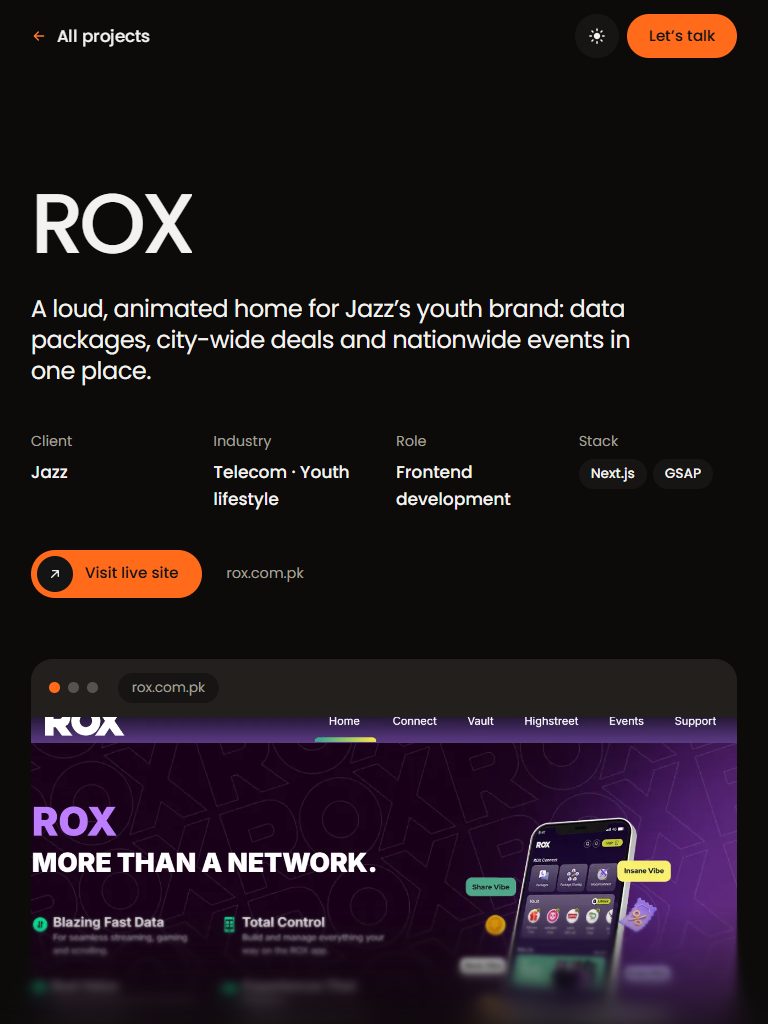 ← All projects
Let’s talk
ROX
A loud, animated home for Jazz’s youth brand: data
packages, city-wide deals and nationwide events in
one place.
Client
Jazz
Industry
Telecom · Youth
lifestyle
Role
Frontend
development
Stack
Next.js
GSAP
Visit live site
rox.com.pk
rox.com.pk
ROX
Home
Connect
Vault
Highstreet
Events
Support
ROX
MORE THAN A NETWORK.
Blazing Fast Data
For seamless streaming, gaming
and scrolling.
Total Control
Build and manage everything your
way on the ROX app.
ROX
ROX Connect
Share Vibe
Insane Vibe